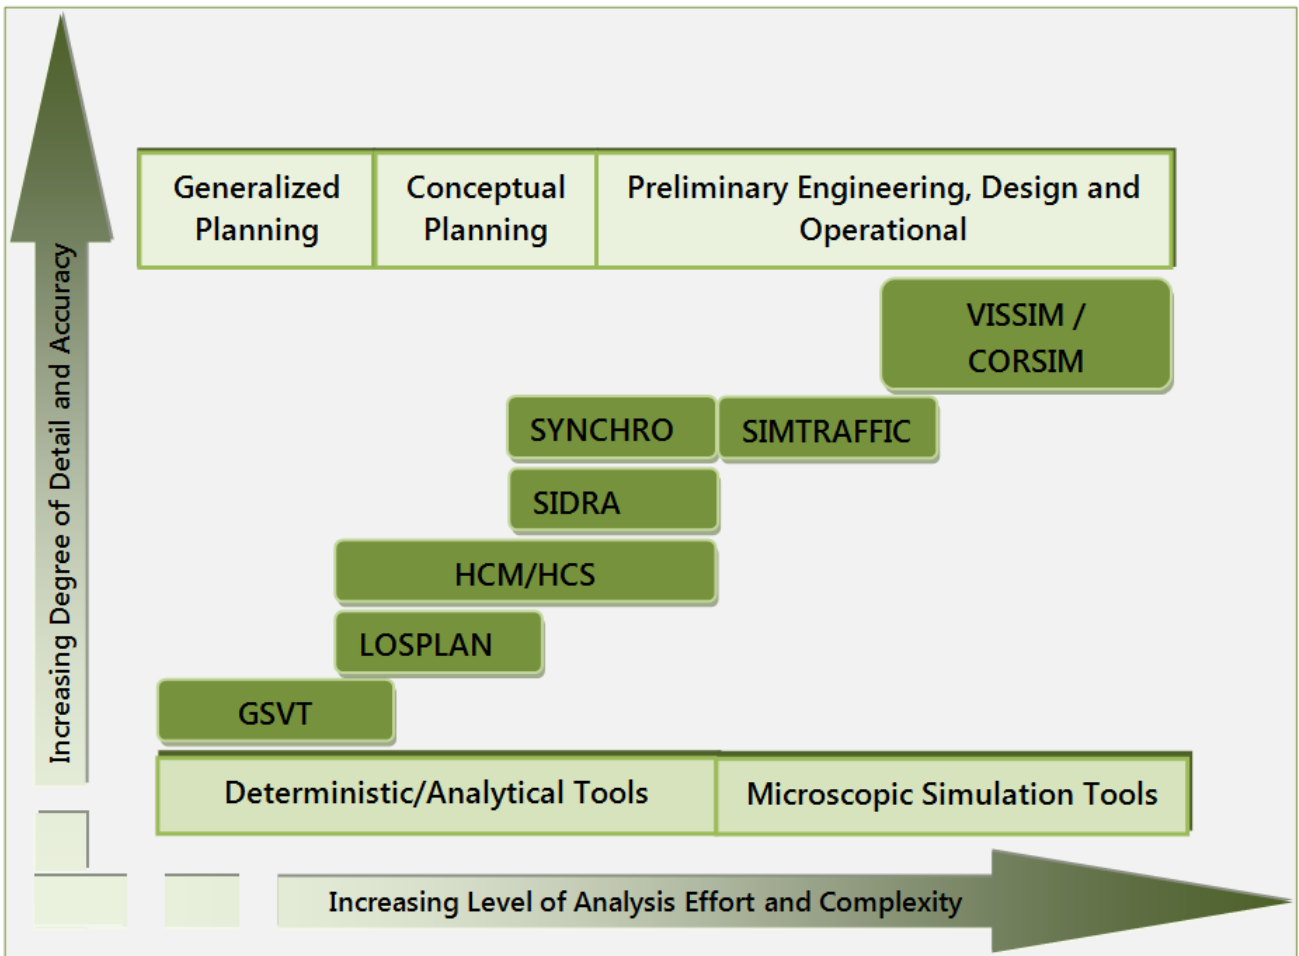 Increasing Degree of Detail and Accuracy
Generalized
Planning
Conceptual
Planning
Preliminary Engineering, Design and
Operational
VISSIM /
CORSIM
SYNCHRO
SIMTRAFFIC
SIDRA
HCM/HCS
LOSPLAN
GSVT
Deterministic/Analytical Tools
Microscopic Simulation Tools
Increasing Level of Analysis Effort and Complexity